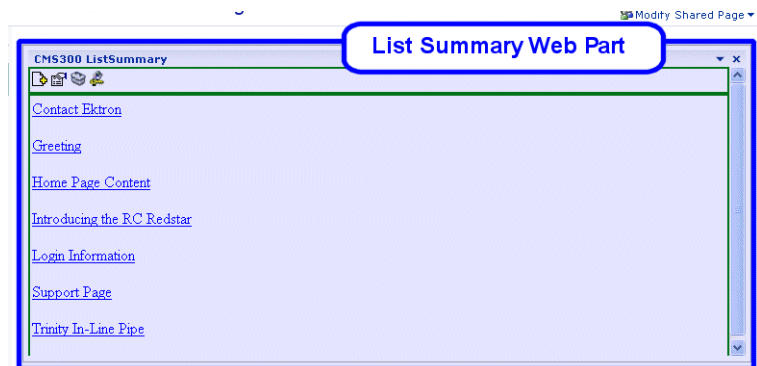 Modify Shared Page
List Summary Web Part
CMS300 ListSummary
Contact Ektron
Greeting
Home Page Content
Introducing the RC Redstar
Login Information
Support Page
Trinity In-Line Pipe